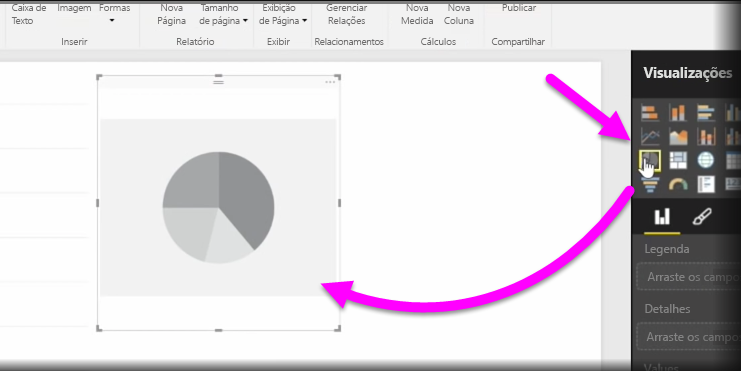 Caixa de Texto
Imagem
Formas
Nova Página
Tamanho de página
Exibição de Página
Gerenciar Relações
Nova Medida
Nova Coluna
Publicar
Inserir
Relatório
Exibir
Relacionamentos
Cálculos
Compartilhar
Visualizações
Legenda
Arraste os campo
Detalhes
Arraste os campo
Values